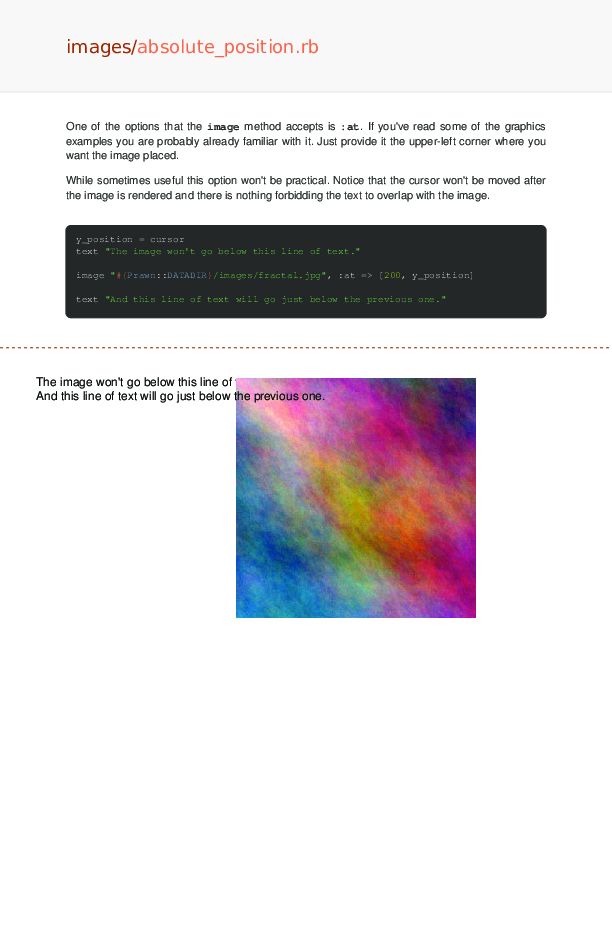 images/absolute_position.rb
One of the options that the image method accepts is :at. If you've read some of the graphics
examples you are probably already familiar with it. Just provide it the upper-left corner where you
want the image placed.
While sometimes useful this option won't be practical. Notice that the cursor won't be moved after
the image is rendered and there is nothing forbidding the text to overlap with the image.
y_position = cursor
text "The image won't go below this line of text."
image "#{Prawn::DATADIR}/images/fractal.jpg", :at => [200, y_position]
text "And this line of text will go just below the previous one."
The image won't go below this line of
And this line of text will go just below the previous one.